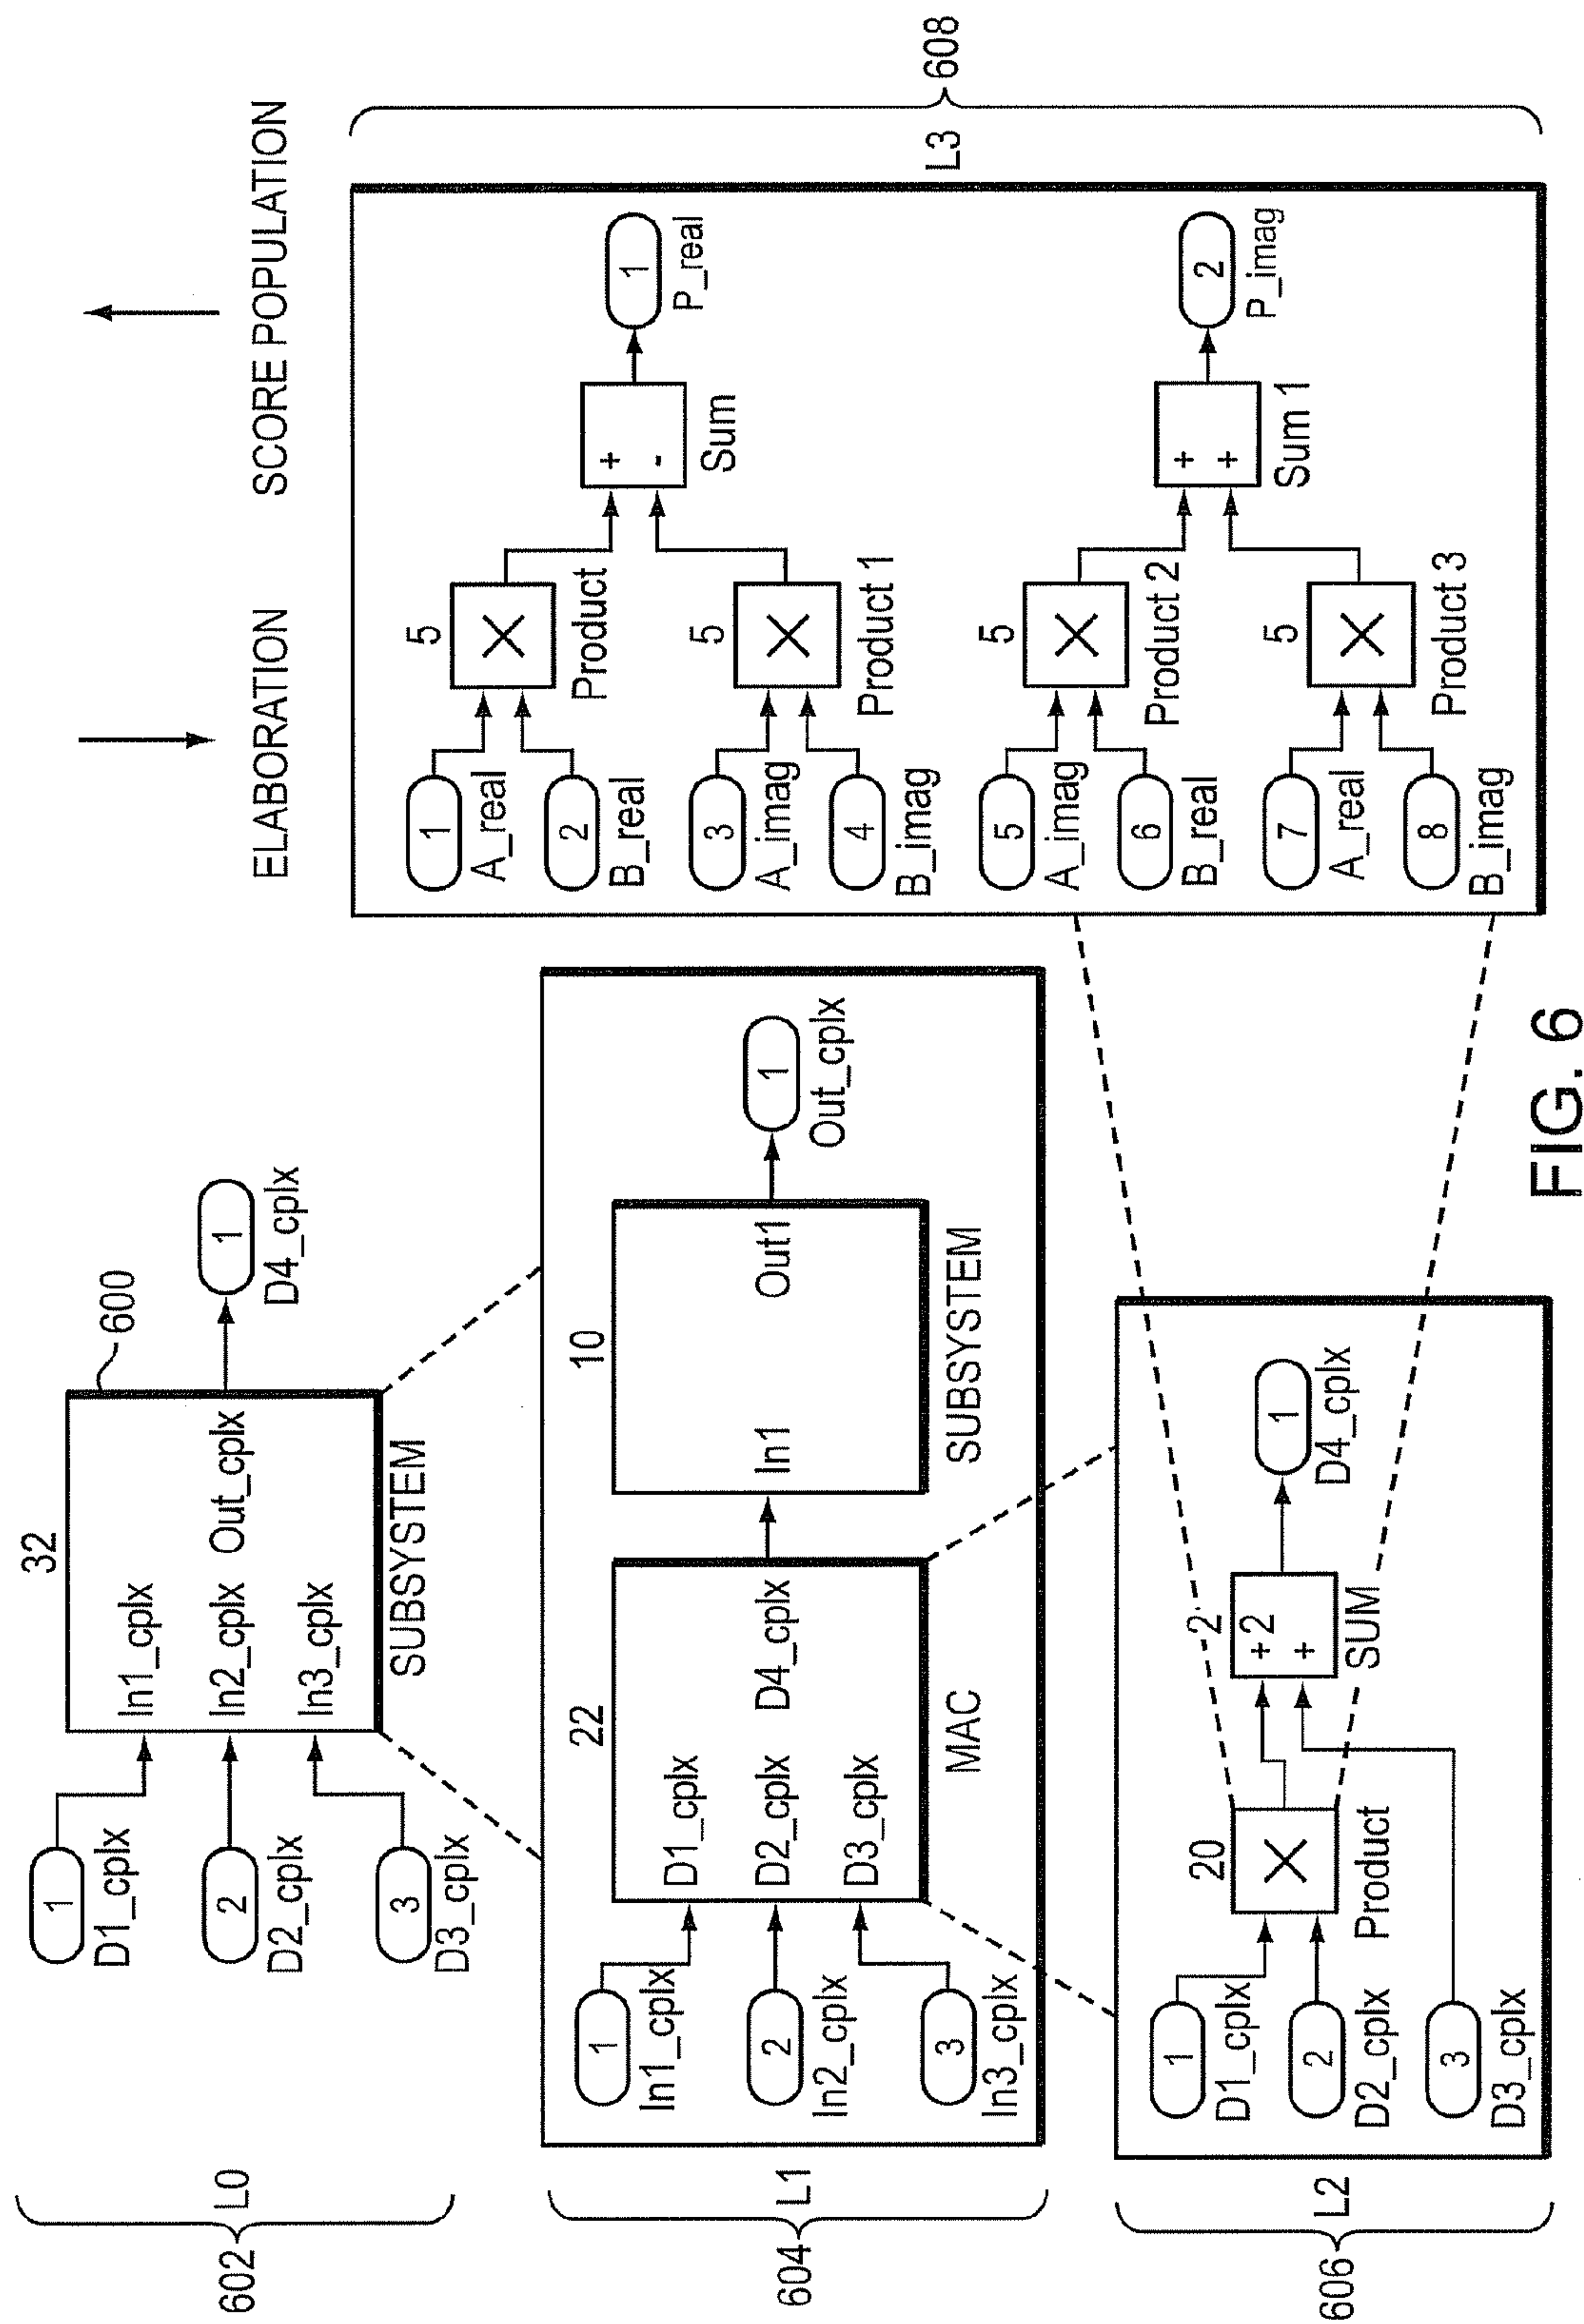 602
L0
1
D1_cplx
2
D2_cplx
3
D3_cplx
32
In1_cplx
In2_cplx Out_cplx
In3_cplx
SUBSYSTEM
600
1
D4_cplx
ELABORATION
SCORE POPULATION
604
L1
1
In1_cplx
2
In2_cplx
3
In3_cplx
22
D1_cplx
D2_cplx D4_cplx
D3_cplx
MAC
10
In1 Out1
SUBSYSTEM
1
Out_cplx
606
L2
1
D1_cplx
2
D2_cplx
3
D3_cplx
20
×
Product
2
+ 2
+
SUM
1
D4_cplx
1
A_real
2
B_real
5
×
Product
3
A_imag
4
B_imag
5
×
Product 1
+
-
Sum
1
P_real
5
A_imag
6
B_real
5
×
Product 2
7
A_real
8
B_imag
5
×
Product 3
+
+
Sum 1
2
P_imag
L3
608
FIG. 6